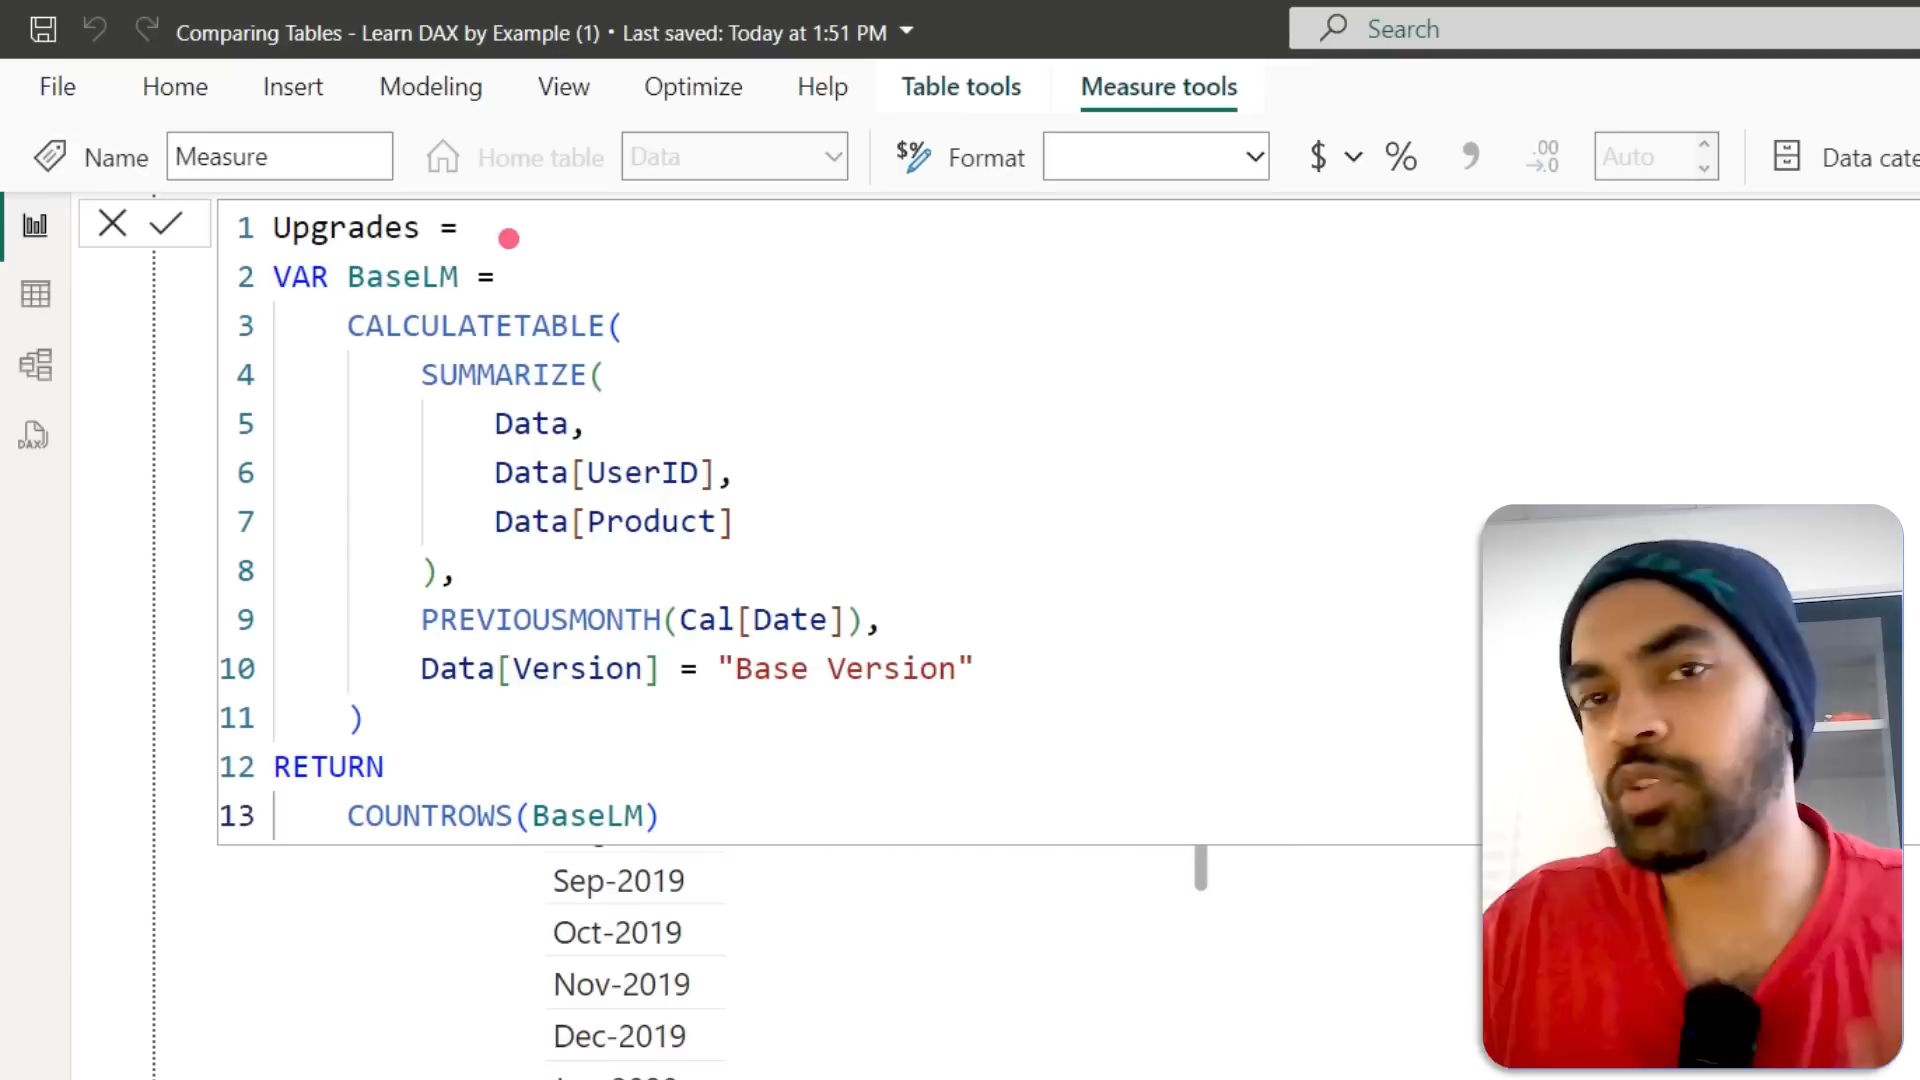 Comparing Tables - Learn DAX by Example (1) • Last saved: Today at 1:51 PM
Search
File Home Insert Modeling View Optimize Help Table tools Measure tools
Name Measure Home table Data Format $ % Auto Data cate
1 Upgrades =
2 VAR BaseLM =
3 CALCULATETABLE(
4 SUMMARIZE(
5 Data,
6 Data[UserID],
7 Data[Product]
8 ),
9 PREVIOUSMONTH(Cal[Date]),
10 Data[Version] = "Base Version"
11 )
12 RETURN
13 COUNTROWS(BaseLM)
DAX
Sep-2019
Oct-2019
Nov-2019
Dec-2019